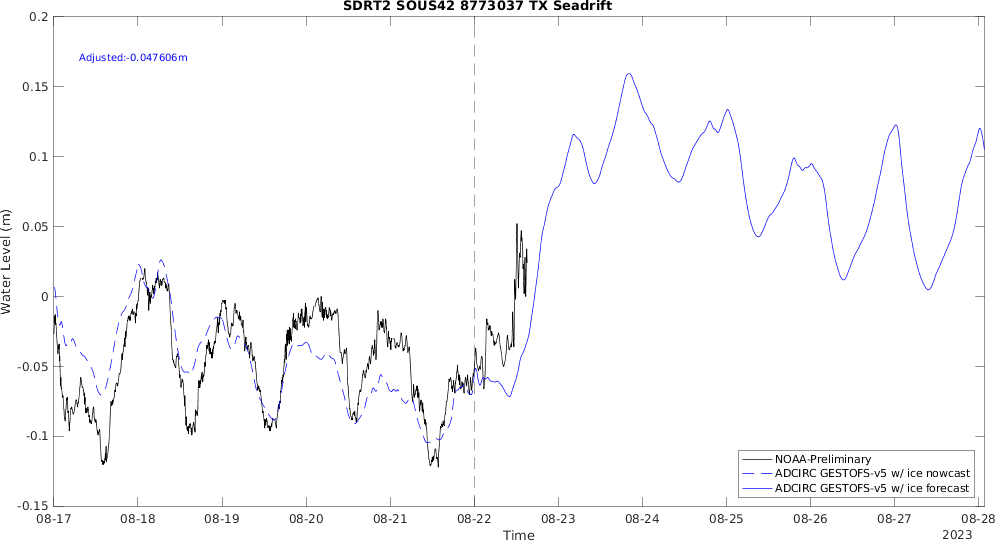 SDRT2 SOUS42 8773037 TX Seadrift
Adjusted:-0.047606m
Water Level (m)
0.2
0.15
0.1
0.05
0
-0.05
-0.1
-0.15
NOAA-Preliminary
ADCIRC GESTOFS-v5 w/ ice nowcast
ADCIRC GESTOFS-v5 w/ ice forecast
08-17 08-18 08-19 08-20 08-21 08-22 08-23 08-24 08-25 08-26 08-27 08-28
Time
2023